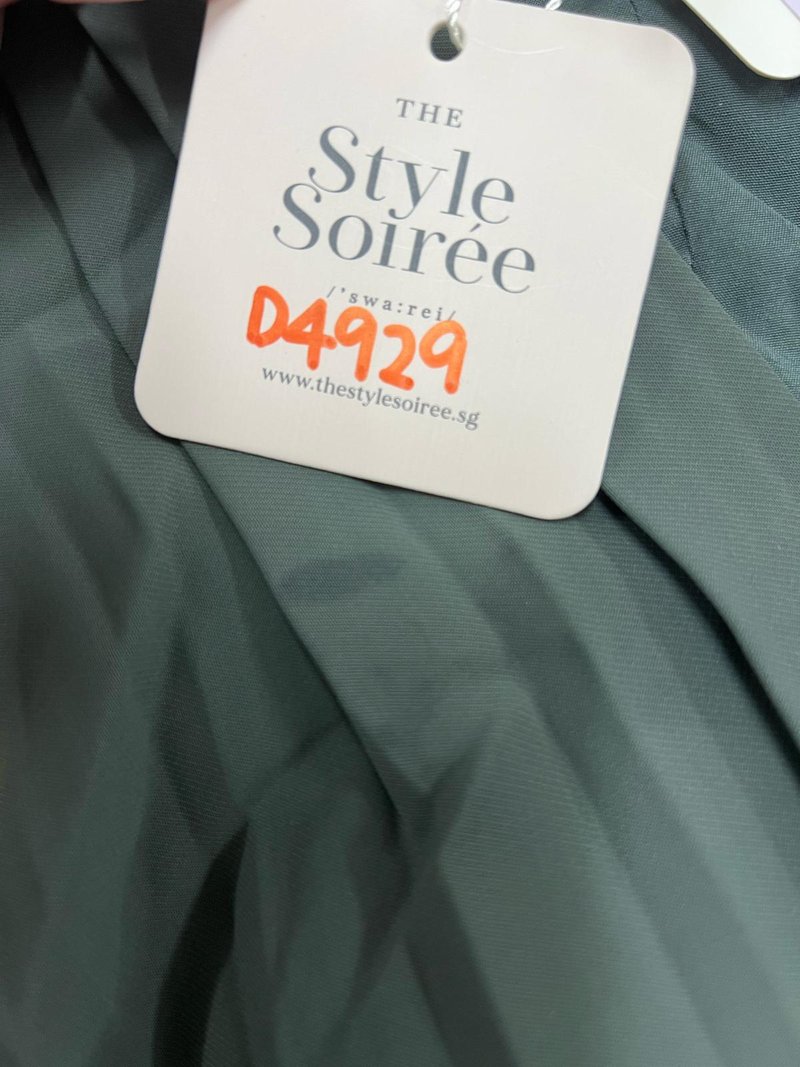 THE
Style
Soirée
/'swa:rei/
D4929
www.thestylesoiree.sg